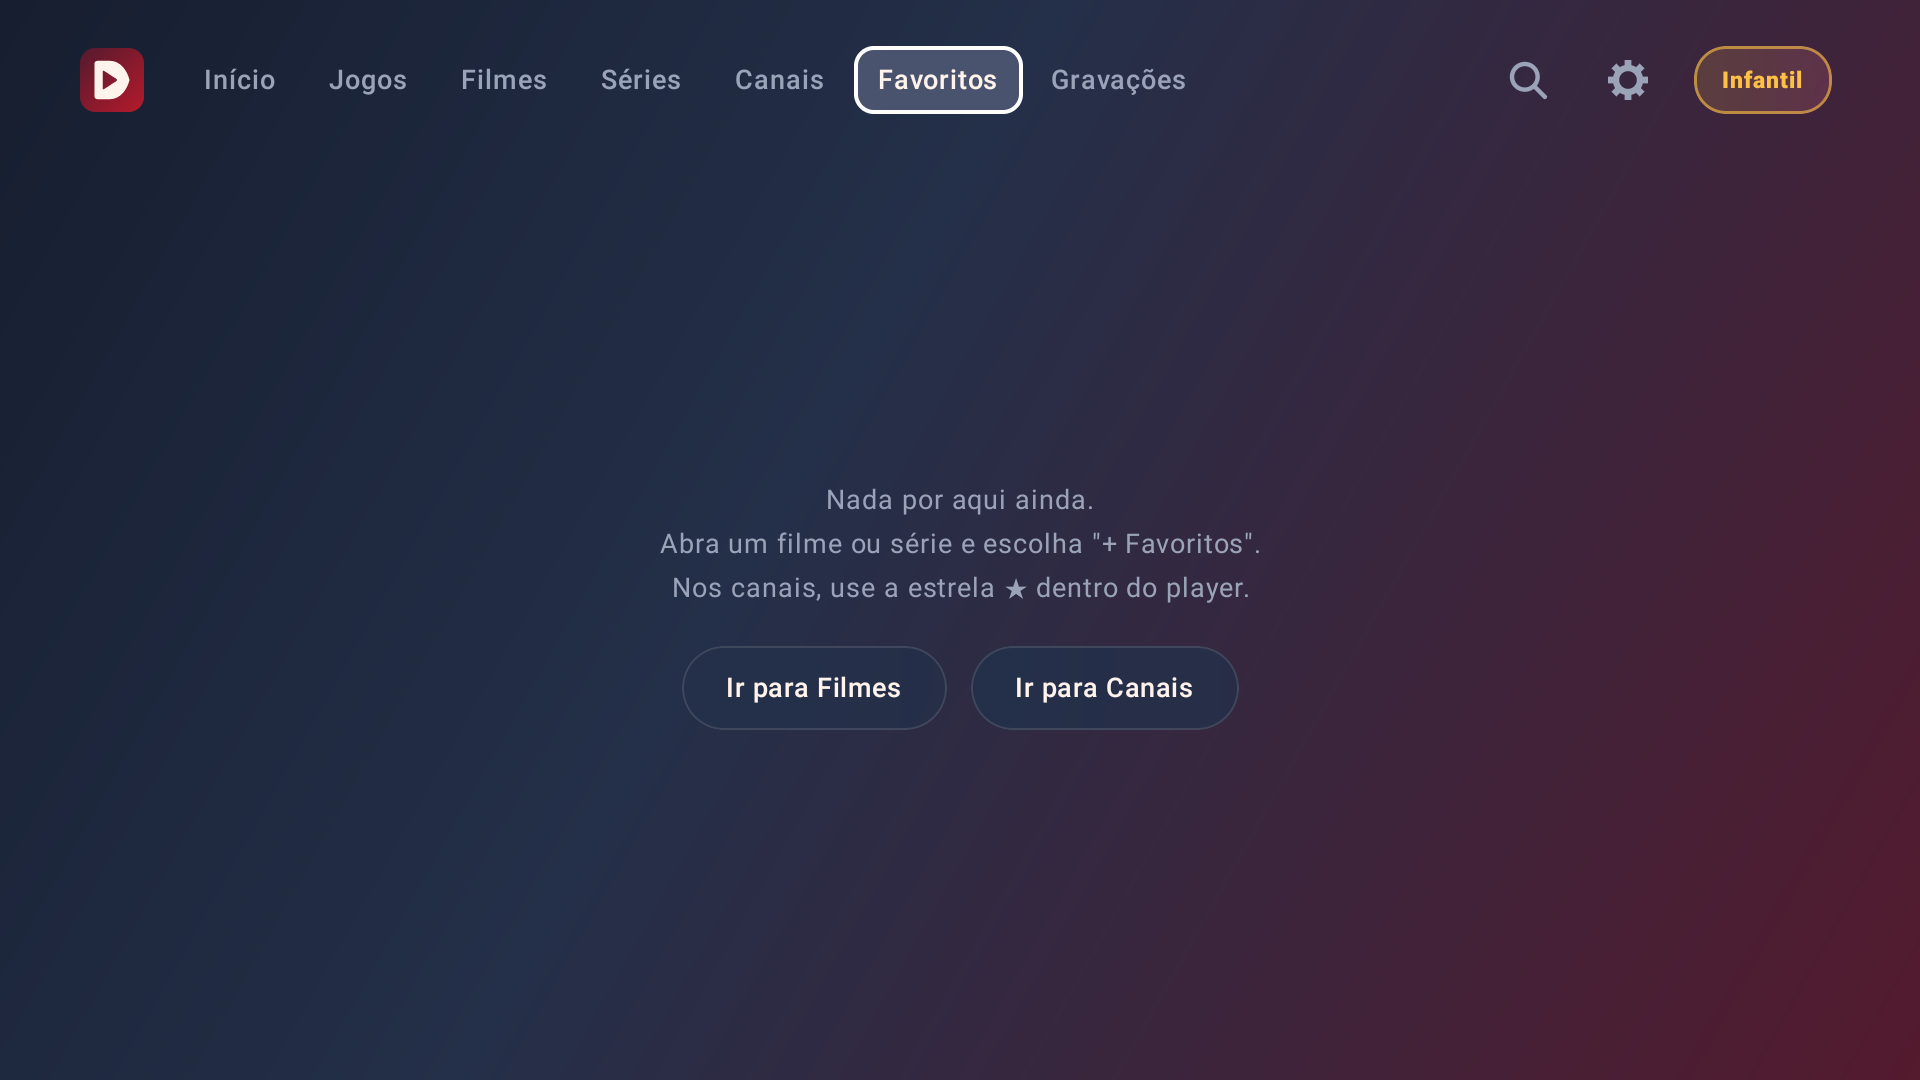 Início
Jogos
Filmes
Séries
Canais
Favoritos
Gravações
Infantil
Nada por aqui ainda.
Abra um filme ou série e escolha "+ Favoritos".
Nos canais, use a estrela ★ dentro do player.
Ir para Filmes
Ir para Canais